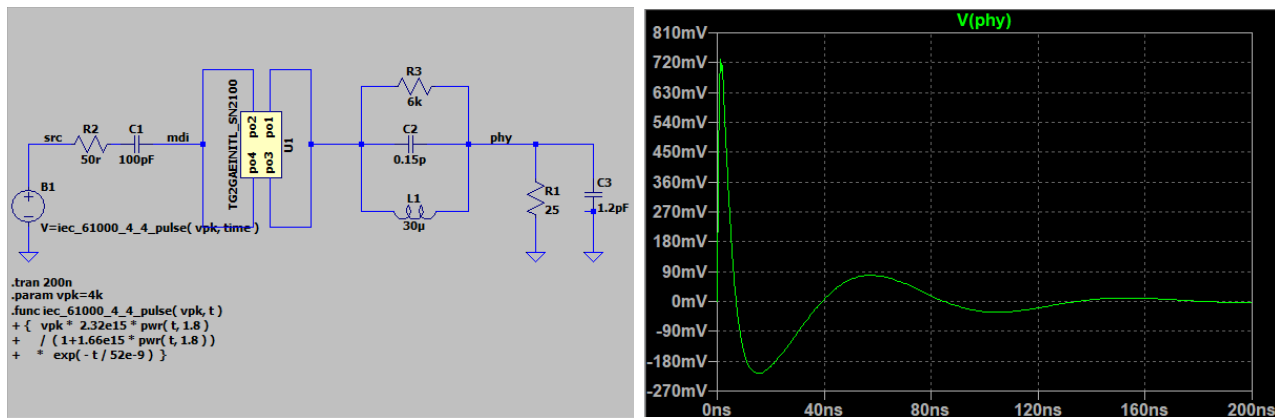 src
R2
50r
C1
100pF
mdi
TG2GAEINITL_SN2100
po2
po1
po4
po3
U1
R3
6k
C2
0.15p
L1
30µ
phy
R1
25
C3
1.2pF
B1
V=iec_61000_4_4_pulse( vpk, time )
.tran 200n
.param vpk=4k
.func iec_61000_4_4_pulse( vpk, t )
+ { vpk * 2.32e15 * pwr( t, 1.8 )
+ / ( 1+1.66e15 * pwr( t, 1.8 ))
+ * exp( - t / 52e-9 ) }
V(phy)
810mV
720mV
630mV
540mV
450mV
360mV
270mV
180mV
90mV
0mV
-90mV
-180mV
-270mV
0ns
40ns
80ns
120ns
160ns
200ns